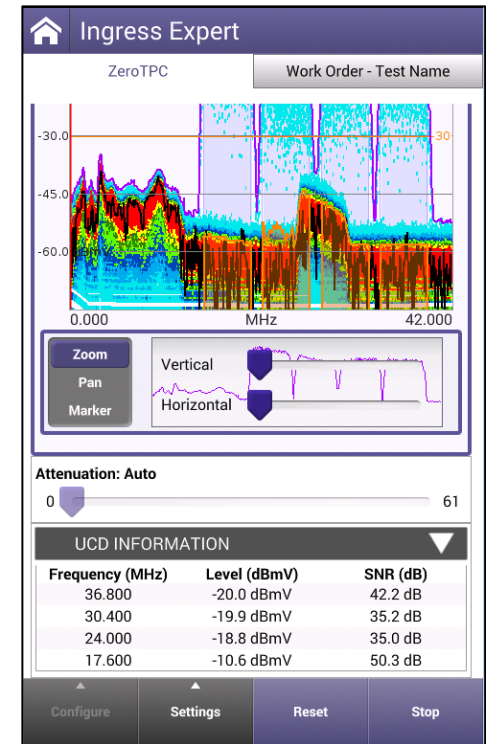 Ingress Expert
ZeroTPC
Work Order - Test Name
-30.0
-30
-45.0
-60.0
0.000
MHz
42.000
Zoom
Pan
Marker
Vertical
Horizontal
Attenuation: Auto
0
61
UCD INFORMATION
Frequency (MHz) Level (dBmV) SNR (dB)
36.800 -20.0 dBmV 42.2 dB
30.400 -19.9 dBmV 35.2 dB
24.000 -18.8 dBmV 35.0 dB
17.600 -10.6 dBmV 50.3 dB
Configure
Settings
Reset
Stop